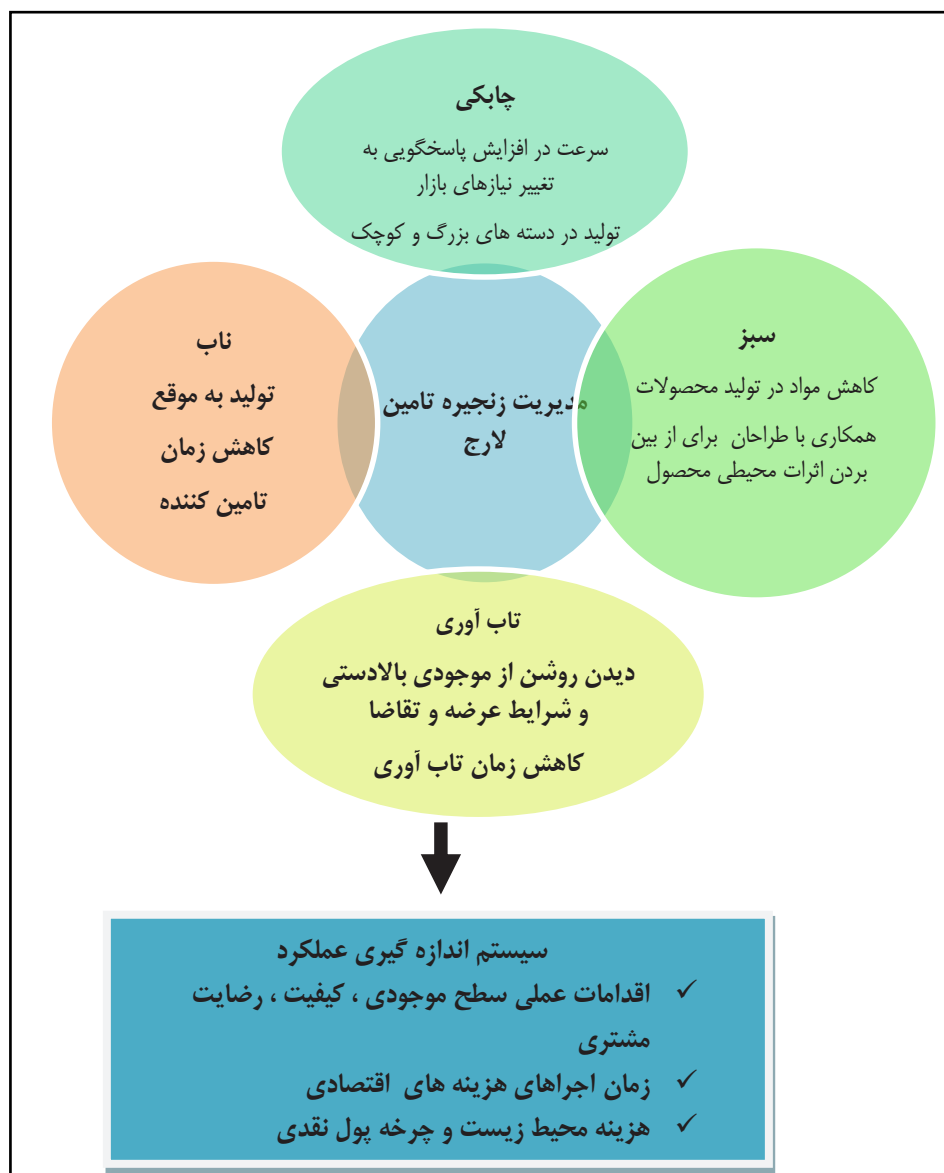 چابکی
سرعت در افزایش پاسخگویی به
تغییر نیازهای بازار
تولید در دسته های بزرگ و کوچک
سبز
کاهش مواد در تولید محصولات
همکاری با طراحان برای از بین
بردن اثرات محیطی محصول
مدیریت زنجیره تامین
لارج
ناب
تولید به موقع
کاهش زمان
تامین کننده
تاب آوری
دیدن روشن از موجودی بالادستی
و شرایط عرضه و تقاضا
کاهش زمان تاب آوری
سیستم اندازه گیری عملکرد
✓ اقدامات عملی سطح موجودی ، کیفیت ، رضایت
مشتری
✓ زمان اجراهای هزینه های اقتصادی
✓ هزینه محیط زیست و چرخه پول نقدی